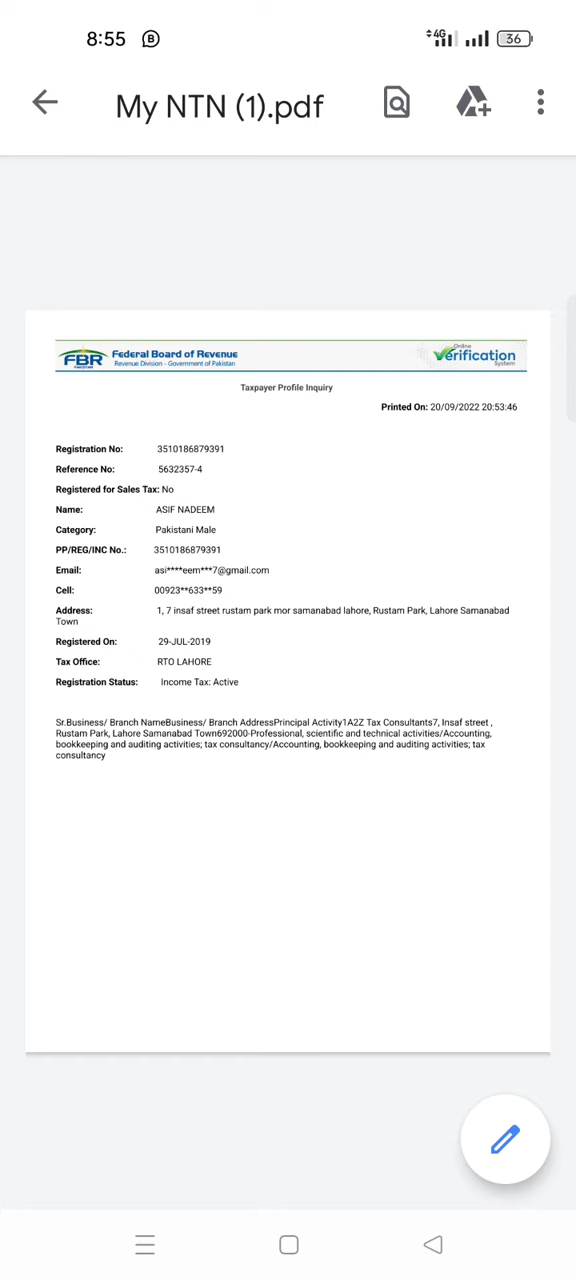 8:55
4G
36
My NTN (1).pdf
FBR
PAKISTAN
Federal Board of Revenue
Revenue Division - Government of Pakistan
Online
Verification
System
Taxpayer Profile Inquiry
Printed On: 20/09/2022 20:53:46
Registration No: 3510186879391
Reference No: 5632357-4
Registered for Sales Tax: No
Name: ASIF NADEEM
Category: Pakistani Male
PP/REG/INC No.: 3510186879391
Email: asi****eem***7@gmail.com
Cell: 00923**633**59
Address: 1, 7 insaf street rustam park mor samanabad lahore, Rustam Park, Lahore Samanabad
Town
Registered On: 29-JUL-2019
Tax Office: RTO LAHORE
Registration Status: Income Tax: Active
Sr.Business/ Branch NameBusiness/ Branch AddressPrincipal Activity1A2Z Tax Consultants7, Insaf street ,
Rustam Park, Lahore Samanabad Town692000-Professional, scientific and technical activities/Accounting,
bookkeeping and auditing activities; tax consultancy/Accounting, bookkeeping and auditing activities; tax
consultancy